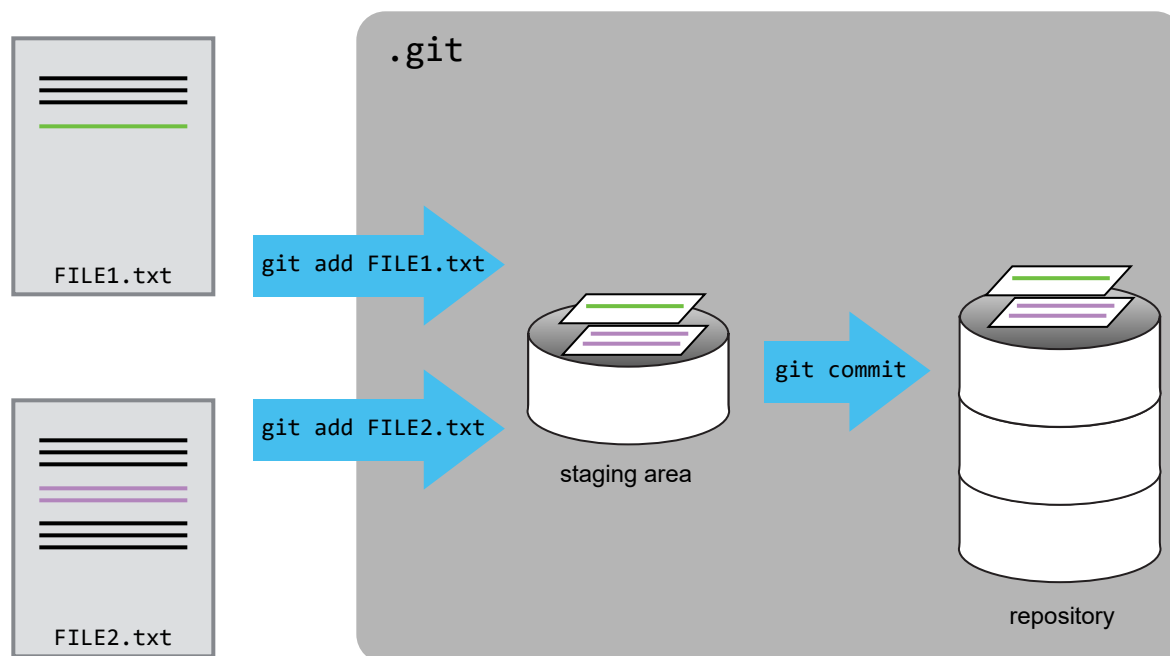 .git
FILE1.txt
git add FILE1.txt
git commit
git add FILE2.txt
staging area
repository
FILE2.txt